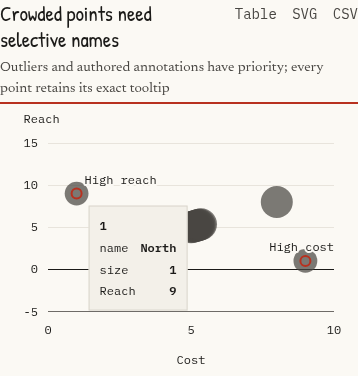 Crowded points need
selective names
Table SVG CSV
Outliers and authored annotations have priority; every
point retains its exact tooltip
Reach
15
10
5
0
-5
High reach
High cost
1
name North
size 1
Reach 9
0 5 10
Cost